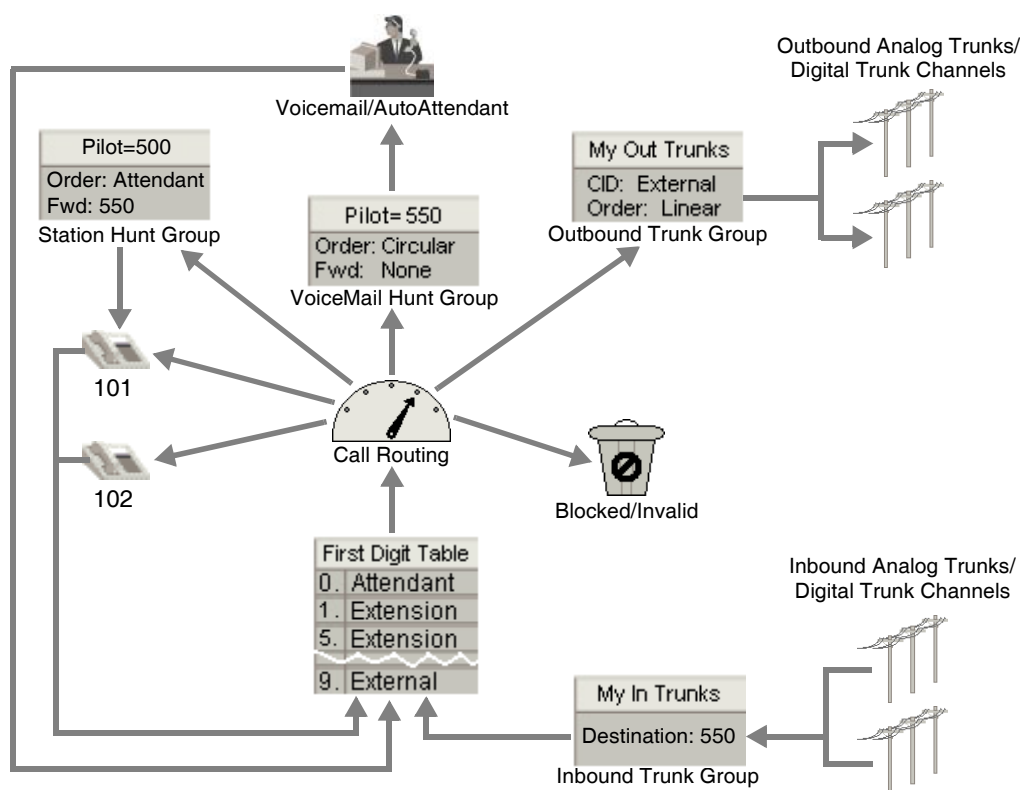 Voicemail/AutoAttendant
Outbound Analog Trunks/
Digital Trunk Channels
Pilot=500
Order: Attendant
Fwd: 550
Station Hunt Group
Pilot= 550
Order: Circular
Fwd: None
VoiceMail Hunt Group
My Out Trunks
CID: External
Order: Linear
Outbound Trunk Group
101
102
Call Routing
Blocked/Invalid
First Digit Table
0. Attendant
1. Extension
5. Extension
9. External
Inbound Analog Trunks/
Digital Trunk Channels
My In Trunks
Destination: 550
Inbound Trunk Group